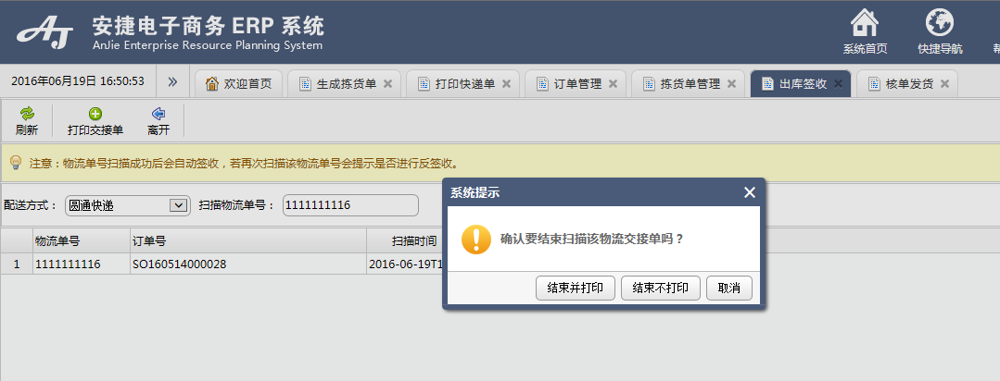 AJ 安捷电子商务 ERP 系统
AnJie Enterprise Resource Planning System
系统首页 快捷导航
2016年06月19日 16:50:53 » 欢迎首页 生成拣货单 打印快递单 订单管理 拣货单管理 出库签收 核单发货
刷新 打印交接单 离开
注意：物流单号扫描成功后会自动签收，若再次扫描该物流单号会提示是否进行反签收。
配送方式： 圆通快递 扫描物流单号： 1111111116
物流单号 订单号 扫描时间
1 1111111116 SO160514000028 2016-06-19T1
系统提示
确认要结束扫描该物流交接单吗？
结束并打印 结束不打印 取消